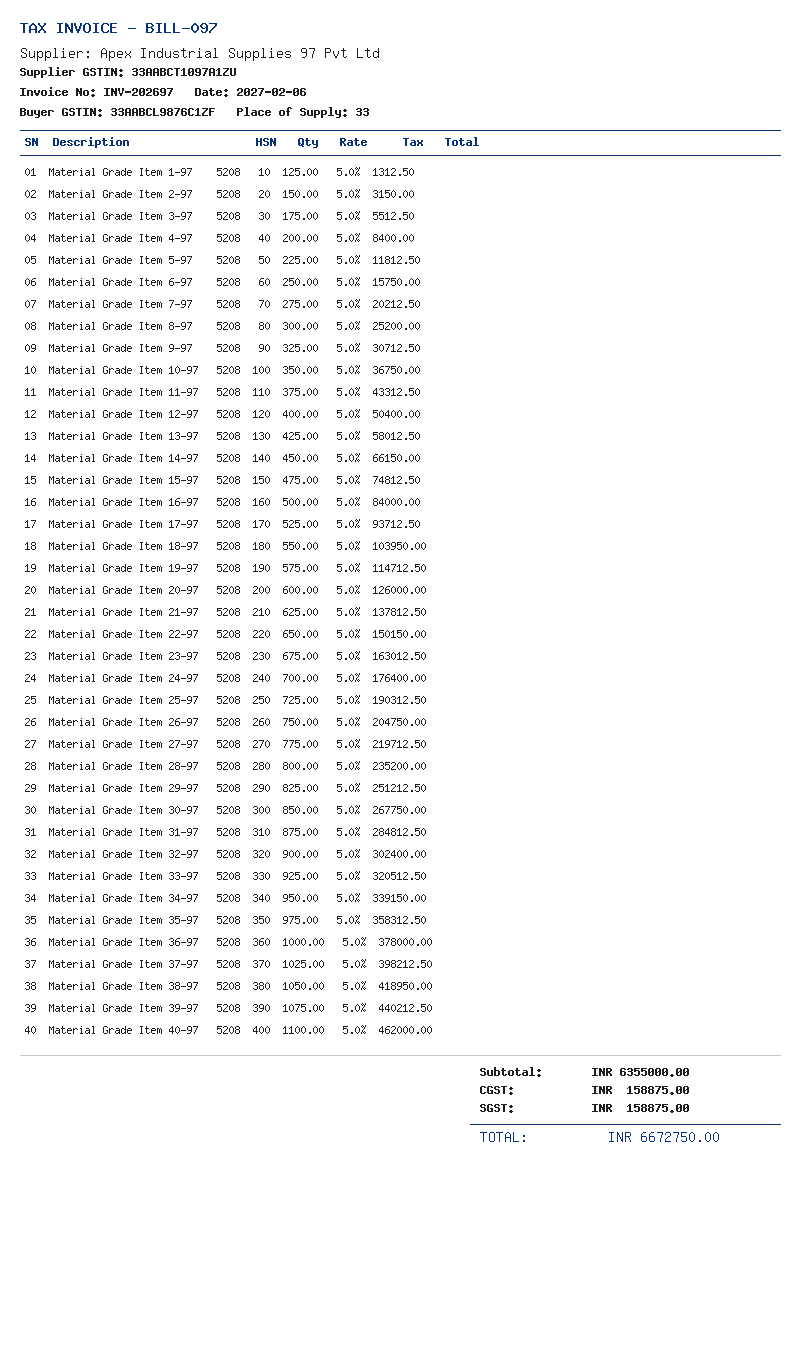 TAX INVOICE - BILL-097
Supplier: Apex Industrial Supplies 97 Pvt Ltd
Supplier GSTIN: 33AABCT1097A1ZU
Invoice No: INV-202697 Date: 2027-02-06
Buyer GSTIN: 33AABCL9876C1ZF Place of Supply: 33
SN Description HSN Qty Rate Tax Total
01 Material Grade Item 1-97 5208 10 125.00 5.0% 1312.50
02 Material Grade Item 2-97 5208 20 150.00 5.0% 3150.00
03 Material Grade Item 3-97 5208 30 175.00 5.0% 5512.50
04 Material Grade Item 4-97 5208 40 200.00 5.0% 8400.00
05 Material Grade Item 5-97 5208 50 225.00 5.0% 11812.50
06 Material Grade Item 6-97 5208 60 250.00 5.0% 15750.00
07 Material Grade Item 7-97 5208 70 275.00 5.0% 20212.50
08 Material Grade Item 8-97 5208 80 300.00 5.0% 25200.00
09 Material Grade Item 9-97 5208 90 325.00 5.0% 30712.50
10 Material Grade Item 10-97 5208 100 350.00 5.0% 36750.00
11 Material Grade Item 11-97 5208 110 375.00 5.0% 43312.50
12 Material Grade Item 12-97 5208 120 400.00 5.0% 50400.00
13 Material Grade Item 13-97 5208 130 425.00 5.0% 58012.50
14 Material Grade Item 14-97 5208 140 450.00 5.0% 66150.00
15 Material Grade Item 15-97 5208 150 475.00 5.0% 74812.50
16 Material Grade Item 16-97 5208 160 500.00 5.0% 84000.00
17 Material Grade Item 17-97 5208 170 525.00 5.0% 93712.50
18 Material Grade Item 18-97 5208 180 550.00 5.0% 103950.00
19 Material Grade Item 19-97 5208 190 575.00 5.0% 114712.50
20 Material Grade Item 20-97 5208 200 600.00 5.0% 126000.00
21 Material Grade Item 21-97 5208 210 625.00 5.0% 137812.50
22 Material Grade Item 22-97 5208 220 650.00 5.0% 150150.00
23 Material Grade Item 23-97 5208 230 675.00 5.0% 163012.50
24 Material Grade Item 24-97 5208 240 700.00 5.0% 176400.00
25 Material Grade Item 25-97 5208 250 725.00 5.0% 190312.50
26 Material Grade Item 26-97 5208 260 750.00 5.0% 204750.00
27 Material Grade Item 27-97 5208 270 775.00 5.0% 219712.50
28 Material Grade Item 28-97 5208 280 800.00 5.0% 235200.00
29 Material Grade Item 29-97 5208 290 825.00 5.0% 251212.50
30 Material Grade Item 30-97 5208 300 850.00 5.0% 267750.00
31 Material Grade Item 31-97 5208 310 875.00 5.0% 284812.50
32 Material Grade Item 32-97 5208 320 900.00 5.0% 302400.00
33 Material Grade Item 33-97 5208 330 925.00 5.0% 320512.50
34 Material Grade Item 34-97 5208 340 950.00 5.0% 339150.00
35 Material Grade Item 35-97 5208 350 975.00 5.0% 358312.50
36 Material Grade Item 36-97 5208 360 1000.00 5.0% 378000.00
37 Material Grade Item 37-97 5208 370 1025.00 5.0% 398212.50
38 Material Grade Item 38-97 5208 380 1050.00 5.0% 418950.00
39 Material Grade Item 39-97 5208 390 1075.00 5.0% 440212.50
40 Material Grade Item 40-97 5208 400 1100.00 5.0% 462000.00
Subtotal: INR 6355000.00
CGST: INR 158875.00
SGST: INR 158875.00
TOTAL: INR 6672750.00